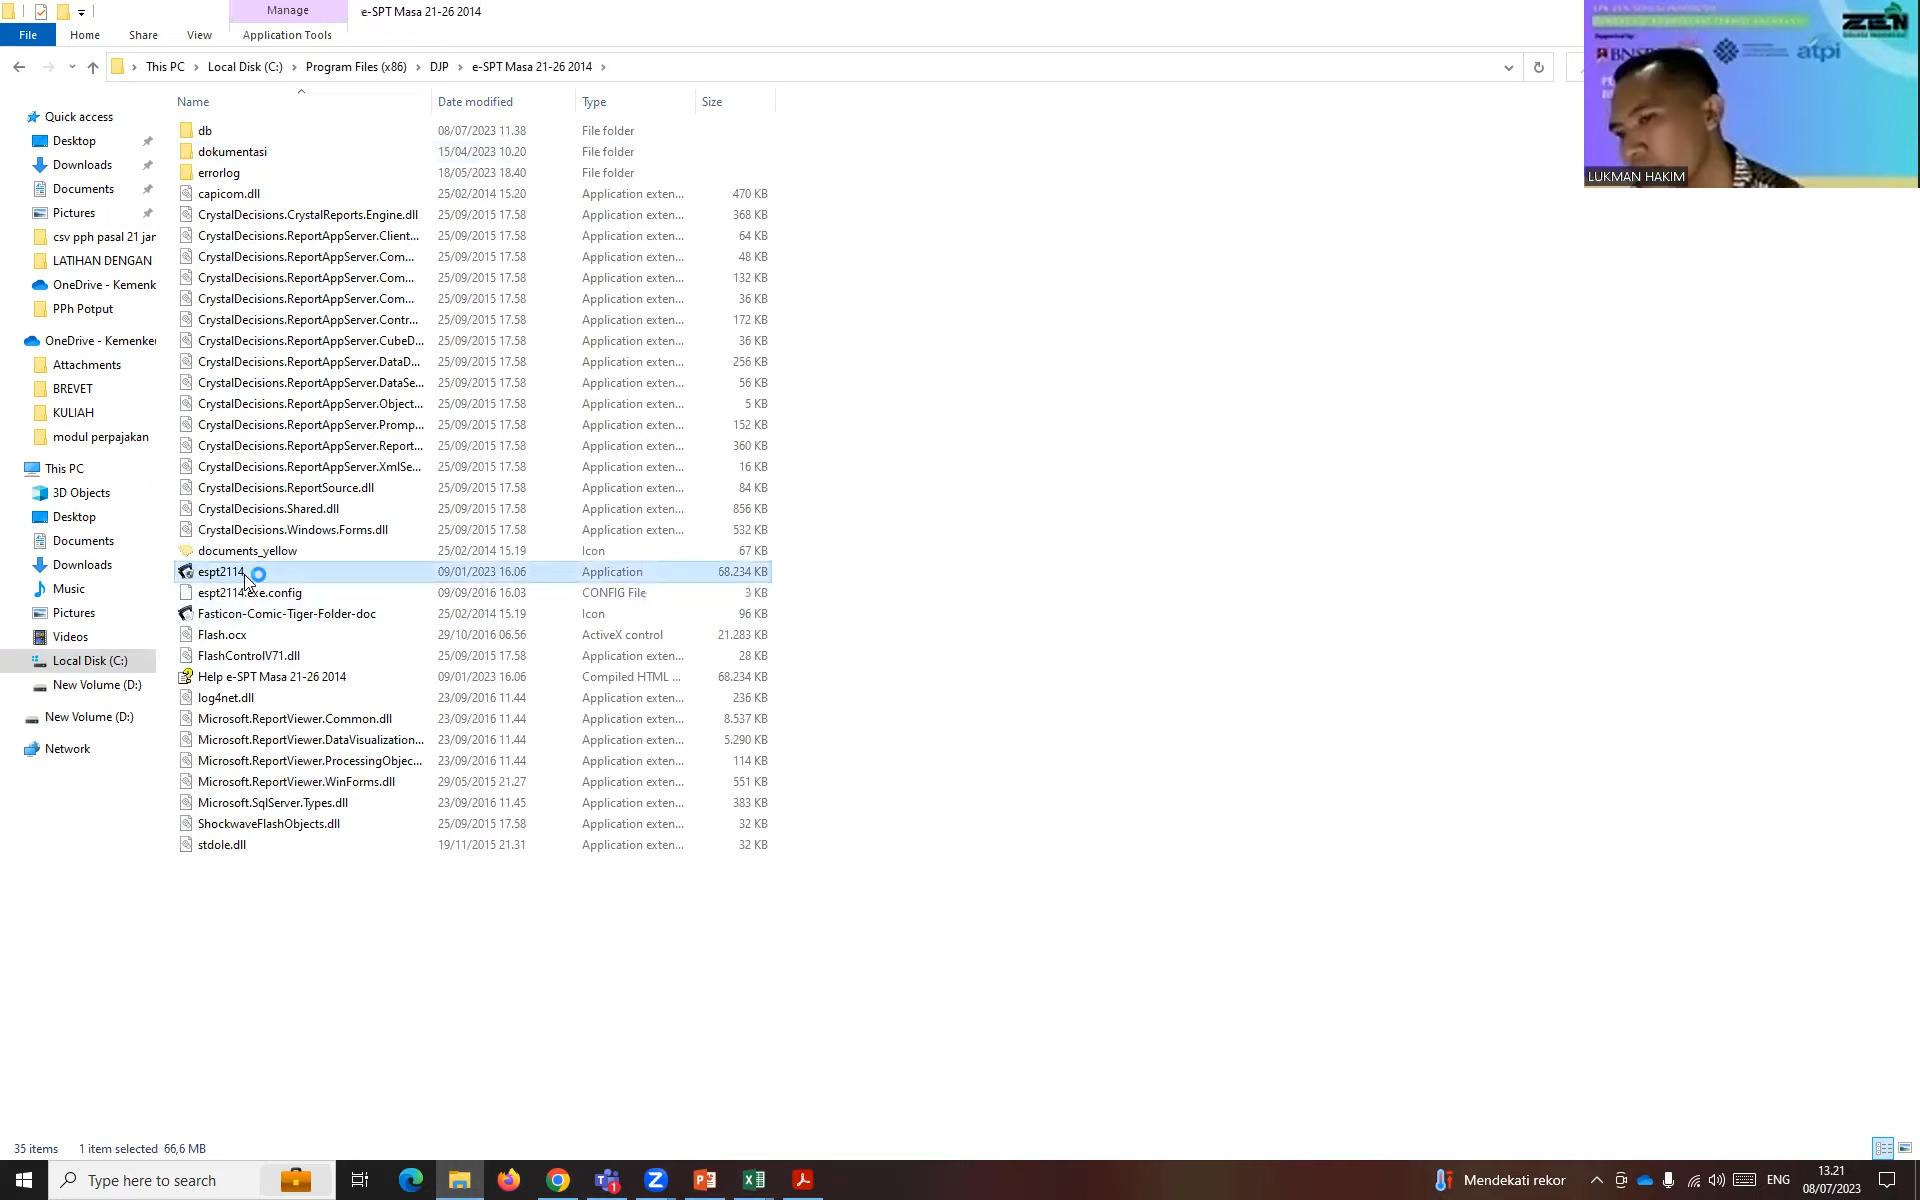 Manage
e-SPT Masa 21-26 2014
File
Home
Share
View
Application Tools
This PC
Local Disk (C:)
Program Files (x86)
DJP
e-SPT Masa 21-26 2014
Name
Date modified
Type
Size
Quick access
Desktop
Downloads
Documents
Pictures
csv pph pasal 21 jar
LATIHAN DENGAN
OneDrive - Kemenk
PPh Potput
OneDrive - Kemenke
Attachments
BREVET
KULIAH
modul perpajakan
This PC
3D Objects
Desktop
Documents
Downloads
Music
Pictures
Videos
Local Disk (C:)
New Volume (D:)
New Volume (D:)
Network
db 08/07/2023 11.38 File folder
dokumentasi 15/04/2023 10.20 File folder
errorlog 18/05/2023 18.40 File folder
capicom.dll 25/02/2014 15.20 Application exten... 470 KB
CrystalDecisions.CrystalReports.Engine.dll 25/09/2015 17.58 Application exten... 368 KB
CrystalDecisions.ReportAppServer.Client... 25/09/2015 17.58 Application exten... 64 KB
CrystalDecisions.ReportAppServer.Com... 25/09/2015 17.58 Application exten... 48 KB
CrystalDecisions.ReportAppServer.Com... 25/09/2015 17.58 Application exten... 132 KB
CrystalDecisions.ReportAppServer.Com... 25/09/2015 17.58 Application exten... 36 KB
CrystalDecisions.ReportAppServer.Contr... 25/09/2015 17.58 Application exten... 172 KB
CrystalDecisions.ReportAppServer.CubeD... 25/09/2015 17.58 Application exten... 36 KB
CrystalDecisions.ReportAppServer.DataD... 25/09/2015 17.58 Application exten... 256 KB
CrystalDecisions.ReportAppServer.DataSe... 25/09/2015 17.58 Application exten... 56 KB
CrystalDecisions.ReportAppServer.Object... 25/09/2015 17.58 Application exten... 5 KB
CrystalDecisions.ReportAppServer.Promp... 25/09/2015 17.58 Application exten... 152 KB
CrystalDecisions.ReportAppServer.Report... 25/09/2015 17.58 Application exten... 360 KB
CrystalDecisions.ReportAppServer.XmlSe... 25/09/2015 17.58 Application exten... 16 KB
CrystalDecisions.ReportSource.dll 25/09/2015 17.58 Application exten... 84 KB
CrystalDecisions.Shared.dll 25/09/2015 17.58 Application exten... 856 KB
CrystalDecisions.Windows.Forms.dll 25/09/2015 17.58 Application exten... 532 KB
documents_yellow 25/02/2014 15.19 Icon 67 KB
espt2114 09/01/2023 16.06 Application 68.234 KB
espt2114.exe.config 09/09/2016 16.03 CONFIG File 3 KB
Fasticon-Comic-Tiger-Folder-doc 25/02/2014 15.19 Icon 96 KB
Flash.ocx 29/10/2016 06.56 ActiveX control 21.283 KB
FlashControlV71.dll 25/09/2015 17.58 Application exten... 28 KB
Help e-SPT Masa 21-26 2014 09/01/2023 16.06 Compiled HTML ... 68.234 KB
log4net.dll 23/09/2016 11.44 Application exten... 236 KB
Microsoft.ReportViewer.Common.dll 23/09/2016 11.44 Application exten... 8.537 KB
Microsoft.ReportViewer.DataVisualization... 23/09/2016 11.44 Application exten... 5.290 KB
Microsoft.ReportViewer.ProcessingObjec... 23/09/2016 11.44 Application exten... 114 KB
Microsoft.ReportViewer.WinForms.dll 29/05/2015 21.27 Application exten... 551 KB
Microsoft.SqlServer.Types.dll 23/09/2016 11.45 Application exten... 383 KB
ShockwaveFlashObjects.dll 25/09/2015 17.58 Application exten... 32 KB
stdole.dll 19/11/2015 21.31 Application exten... 32 KB
ZEN
Supported by:
BNSP
atpi
LUKMAN HAKIM
35 items
1 item selected 66,6 MB
Type here to search
Mendekati rekor
ENG
13.21
08/07/2023